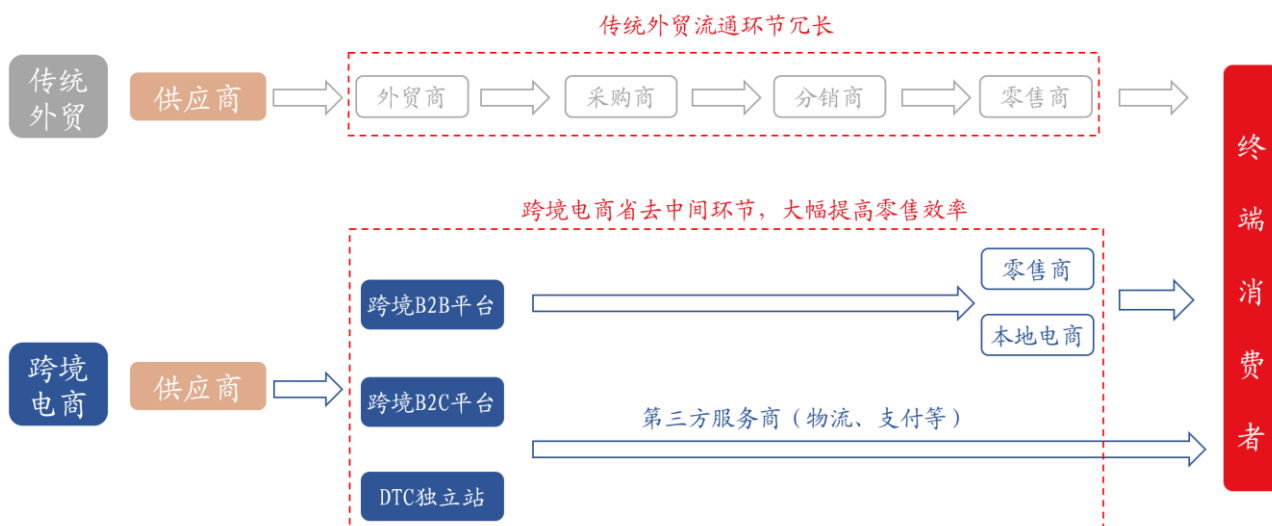 传统外贸流通环节冗长
传统
外贸
供应商
外贸商
采购商
分销商
零售商
终端消费者
跨境电商省去中间环节，大幅提高零售效率
跨境
电商
供应商
跨境B2B平台
零售商
本地电商
跨境B2C平台
第三方服务商（物流、支付等）
DTC独立站